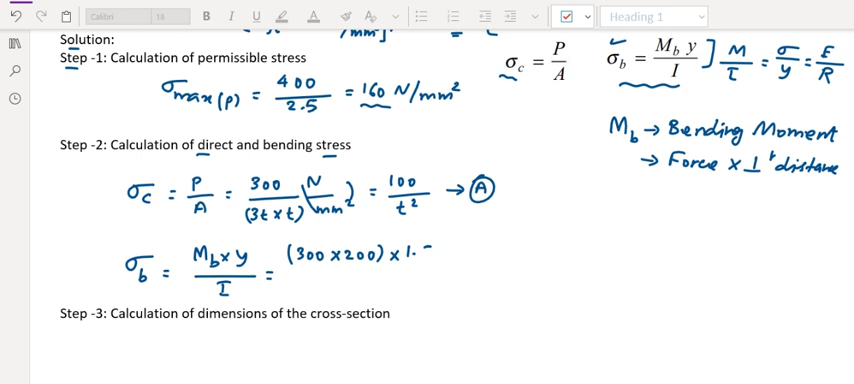 Calibri 18 B I U A Heading 1
/mm].
Solution:
Step -1: Calculation of permissible stress
σc = P/A
σb = Mb y / I ] M/I = σ/y = E/R
σmax(p) = 400/2.5 = 160 N/mm²
Mb → Bending Moment
→ Force × ⊥r distane
Step -2: Calculation of direct and bending stress
σc = P/A = 300/(3t × t) (N/mm²) = 100/t² → Ⓐ
σb = Mb × y / I = (300 × 200) × 1.
Step -3: Calculation of dimensions of the cross-section